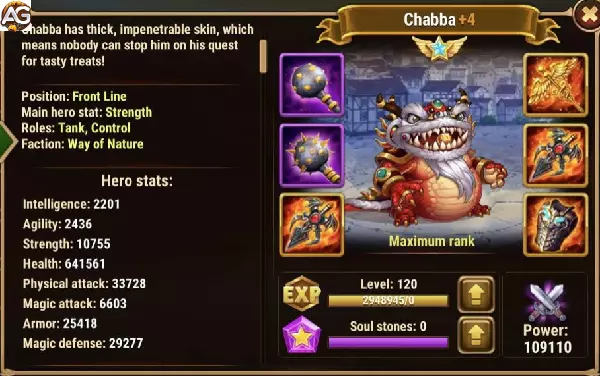 AG
Chabba has thick, impenetrable skin, which
means nobody can stop him on his quest
for tasty treats!
Position: Front Line
Main hero stat: Strength
Roles: Tank, Control
Faction: Way of Nature
Hero stats:
Intelligence: 2201
Agility: 2436
Strength: 10755
Health: 641561
Physical attack: 33728
Magic attack: 6603
Armor: 25418
Magic defense: 29277
Chabba +4
Maximum rank
EXP
Level: 120
2948945/0
Soul stones: 0
Power:
109110